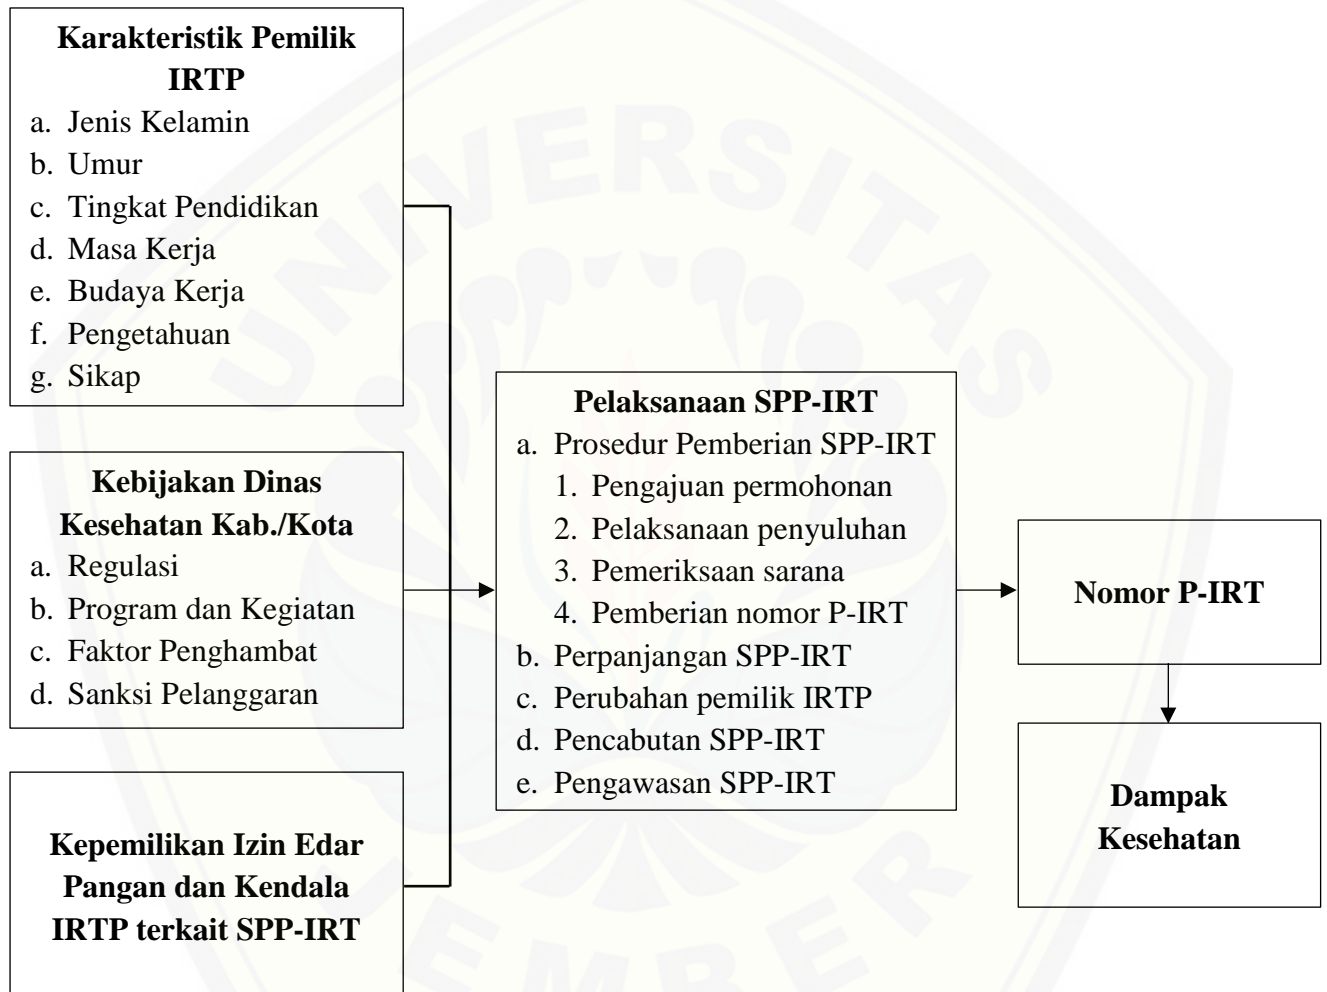 Karakteristik Pemilik
IRTP
a. Jenis Kelamin
b. Umur
c. Tingkat Pendidikan
d. Masa Kerja
e. Budaya Kerja
f. Pengetahuan
g. Sikap
Kebijakan Dinas
Kesehatan Kab./Kota
a. Regulasi
b. Program dan Kegiatan
c. Faktor Penghambat
d. Sanksi Pelanggaran
Kepemilikan Izin Edar
Pangan dan Kendala
IRTP terkait SPP-IRT
Pelaksanaan SPP-IRT
a. Prosedur Pemberian SPP-IRT
1. Pengajuan permohonan
2. Pelaksanaan penyuluhan
3. Pemeriksaan sarana
4. Pemberian nomor P-IRT
b. Perpanjangan SPP-IRT
c. Perubahan pemilik IRTP
d. Pencabutan SPP-IRT
e. Pengawasan SPP-IRT
Nomor P-IRT
Dampak
Kesehatan
UNIVERSITAS
JEMBER